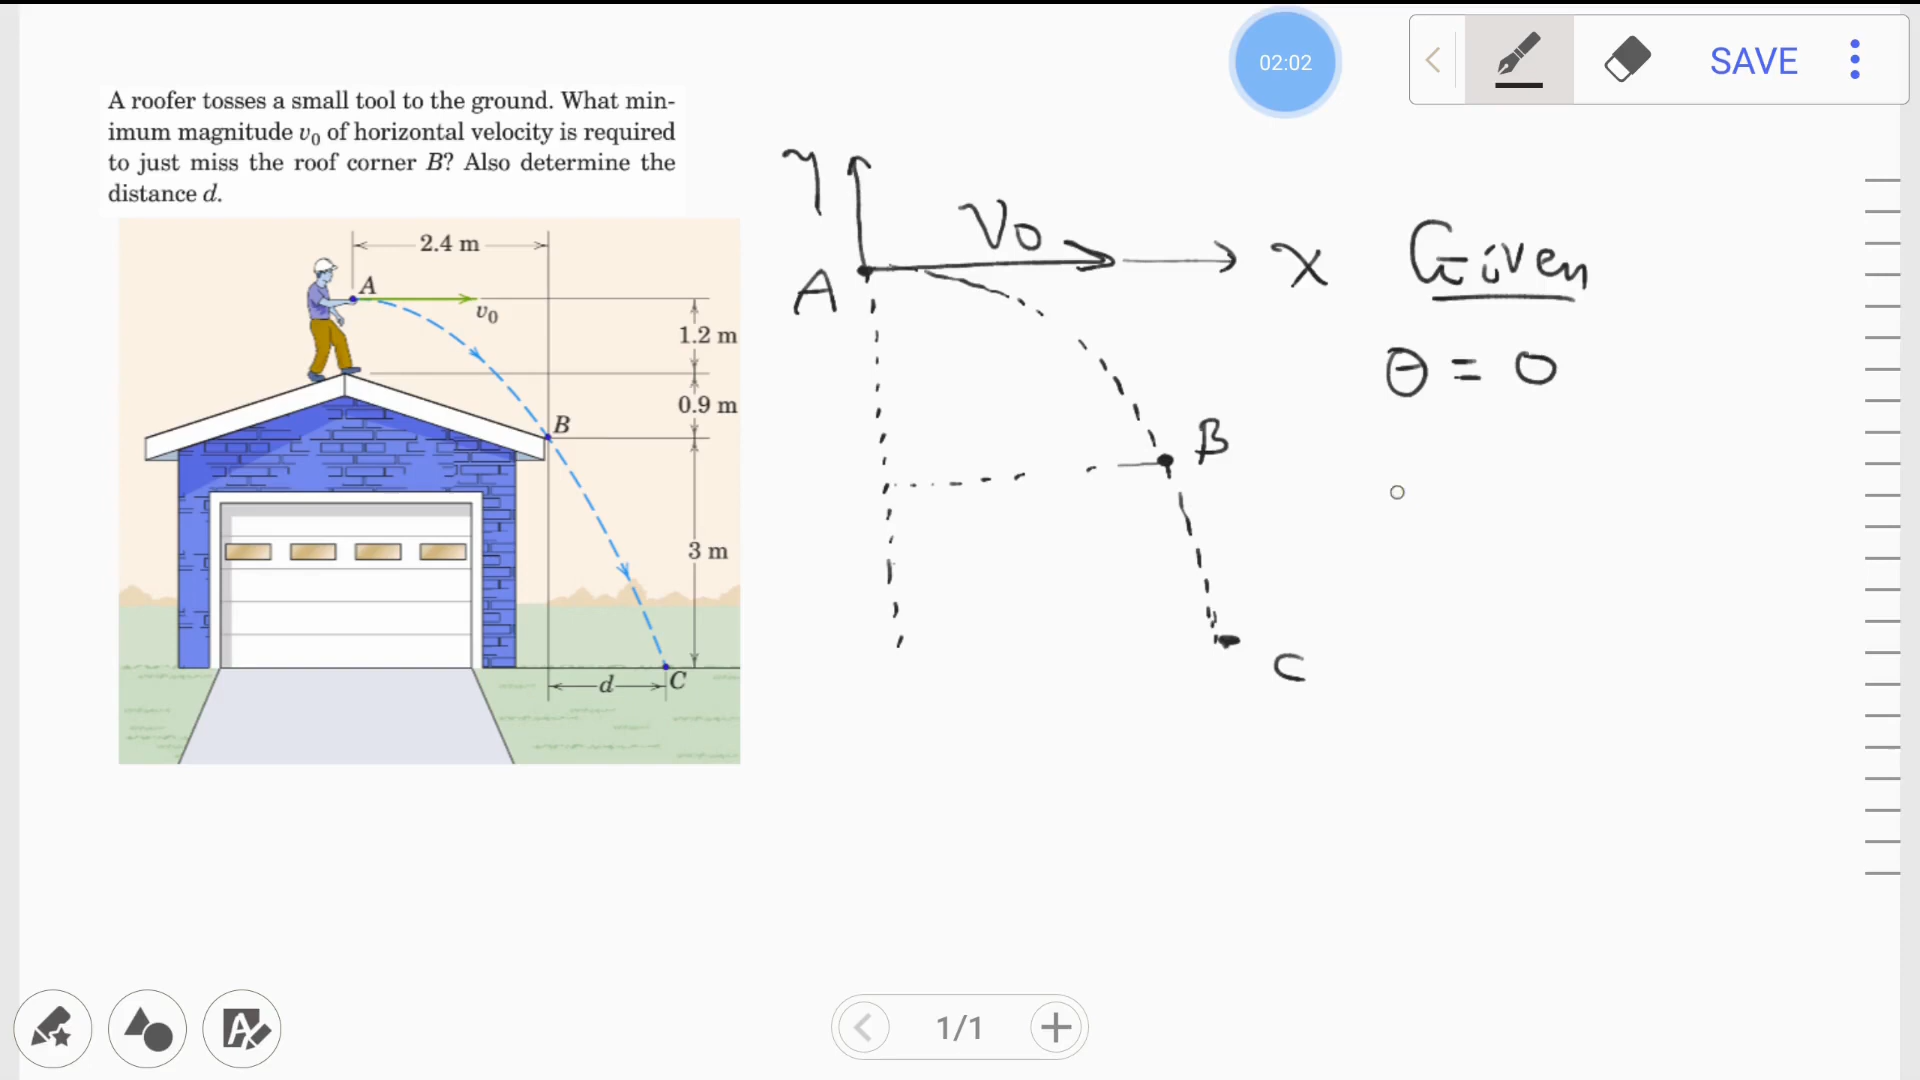 02:02
SAVE
A roofer tosses a small tool to the ground. What min-
imum magnitude v₀ of horizontal velocity is required
to just miss the roof corner B? Also determine the
distance d.
2.4 m
A
v₀
1.2 m
0.9 m
B
3 m
d
C
y
V₀
x
A
B
C
Given
θ = 0
1/1